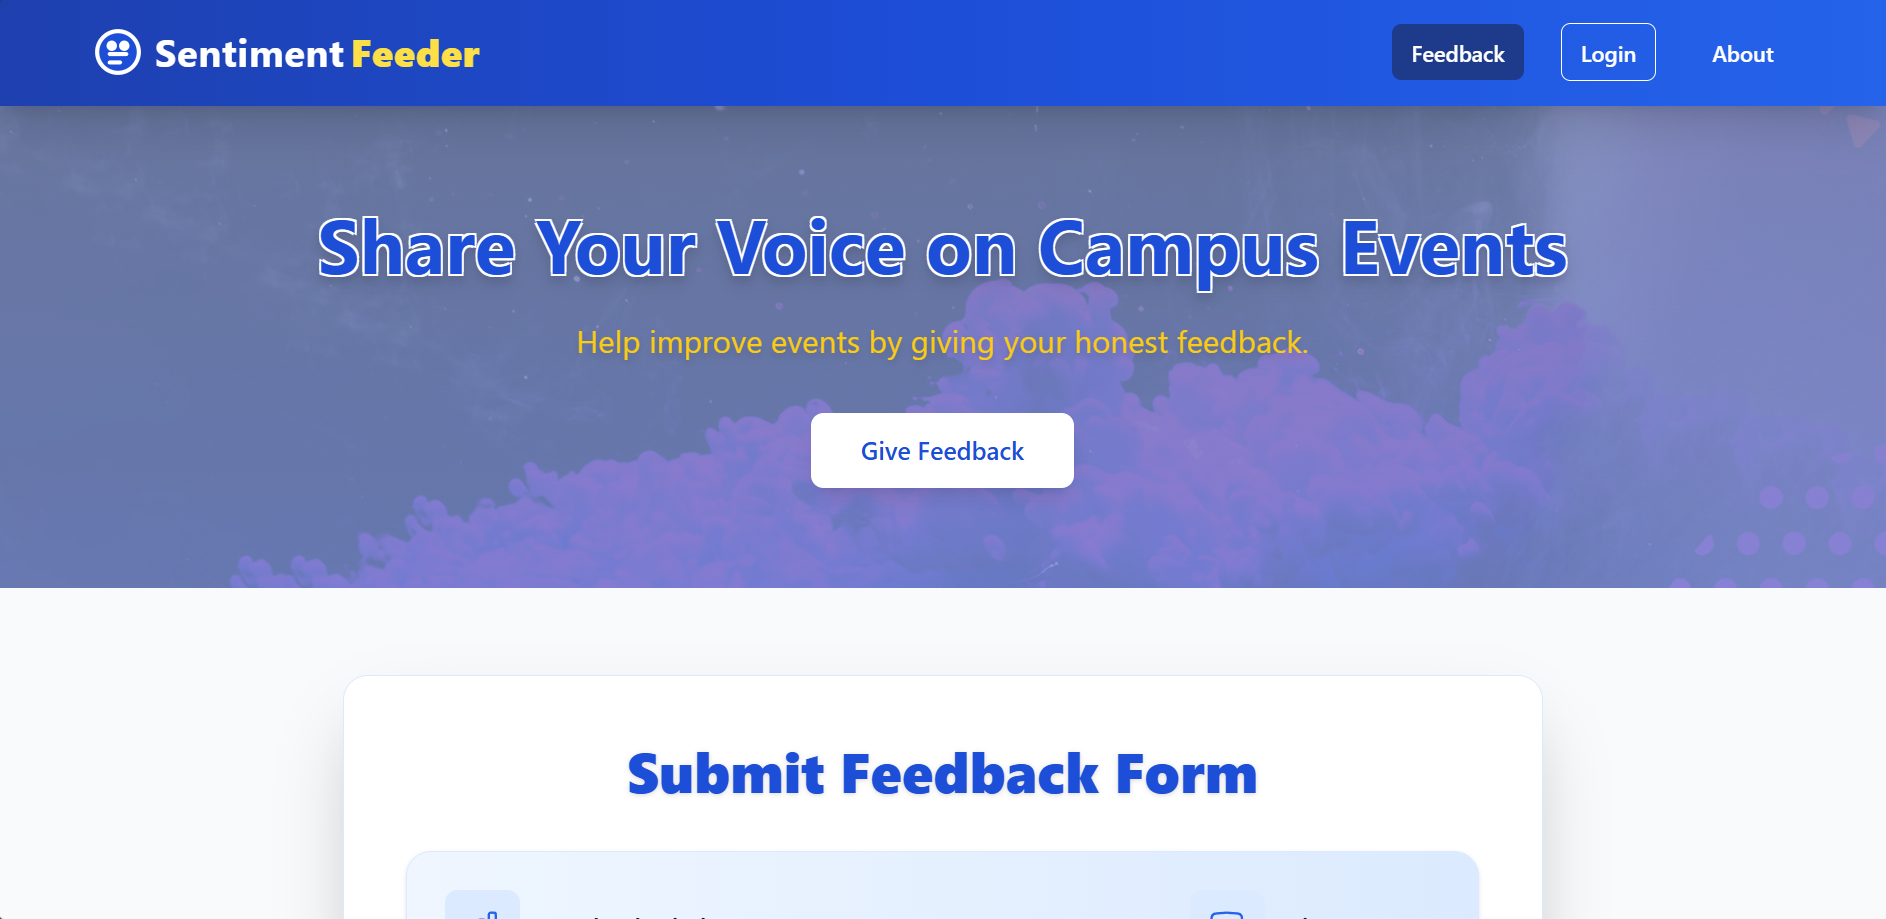 Sentiment Feeder
Feedback
Login
About
Share Your Voice on Campus Events
Help improve events by giving your honest feedback.
Give Feedback
Submit Feedback Form